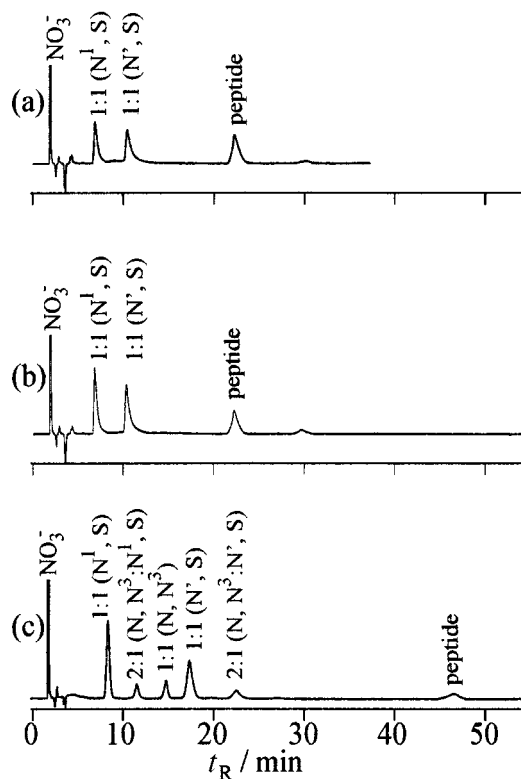 (a)
NO₃⁻
1:1 (N¹, S)
1:1 (N', S)
peptide
(b)
NO₃⁻
1:1 (N¹, S)
1:1 (N', S)
peptide
(c)
NO₃⁻
1:1 (N¹, S)
2:1 (N, N³:N¹, S)
1:1 (N, N³)
1:1 (N', S)
2:1 (N, N³:N', S)
peptide
0 10 20 30 40 50
t_R / min